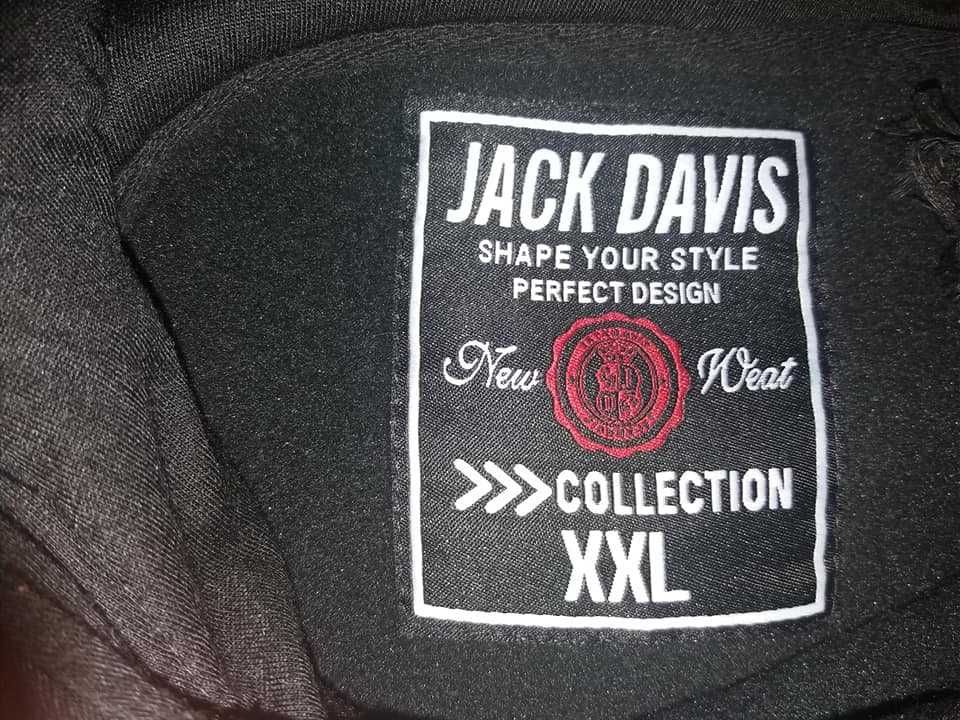 JACK DAVIS
SHAPE YOUR STYLE
PERFECT DESIGN
New Weat
>>>COLLECTION
XXL